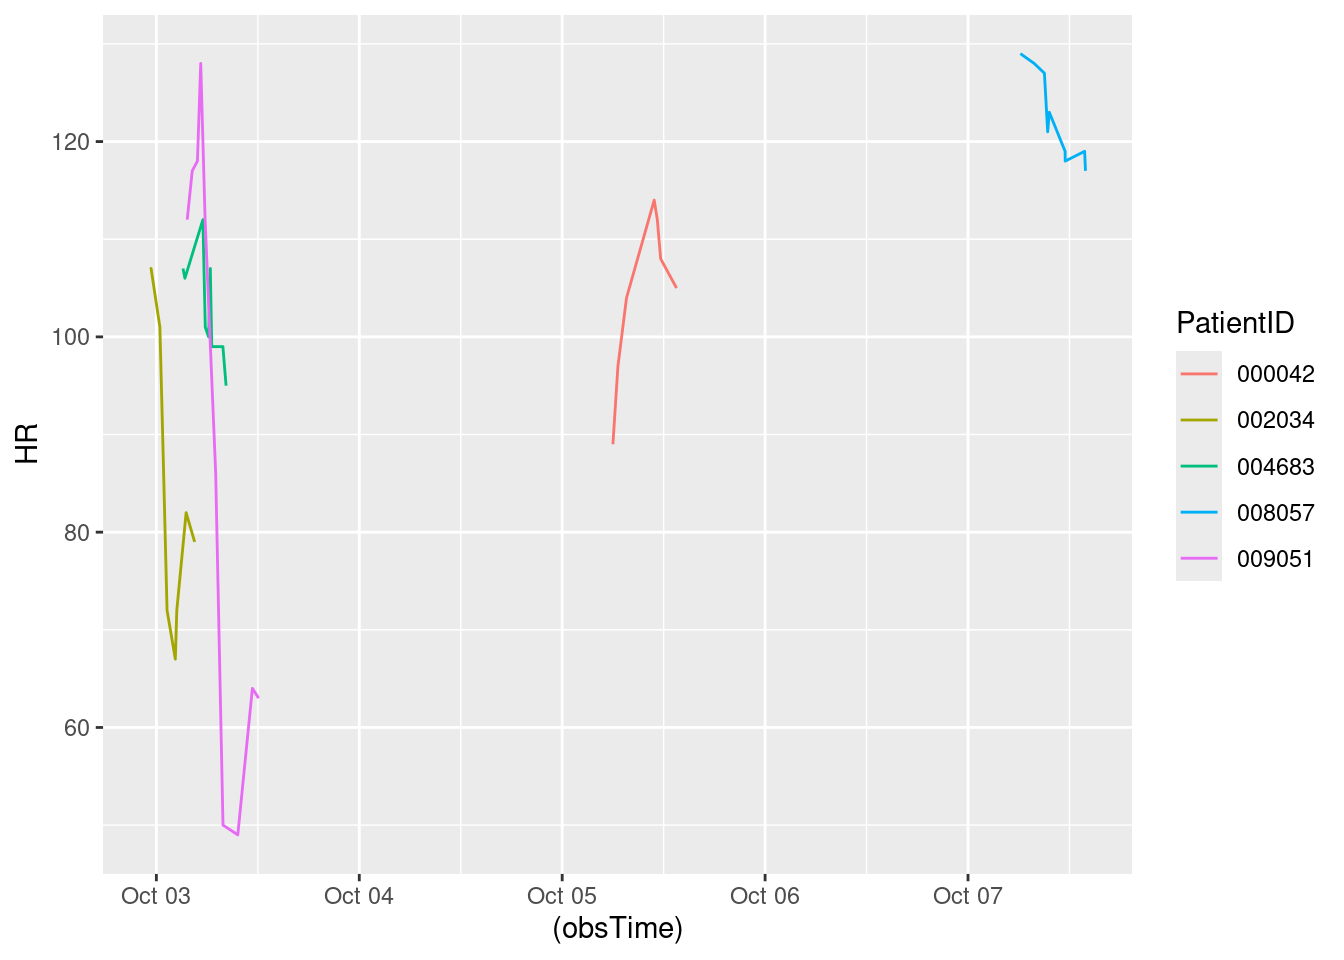 HR
120
100
80
60
Oct 03
Oct 04
Oct 05
Oct 06
Oct 07
(obsTime)
PatientID
000042
002034
004683
008057
009051